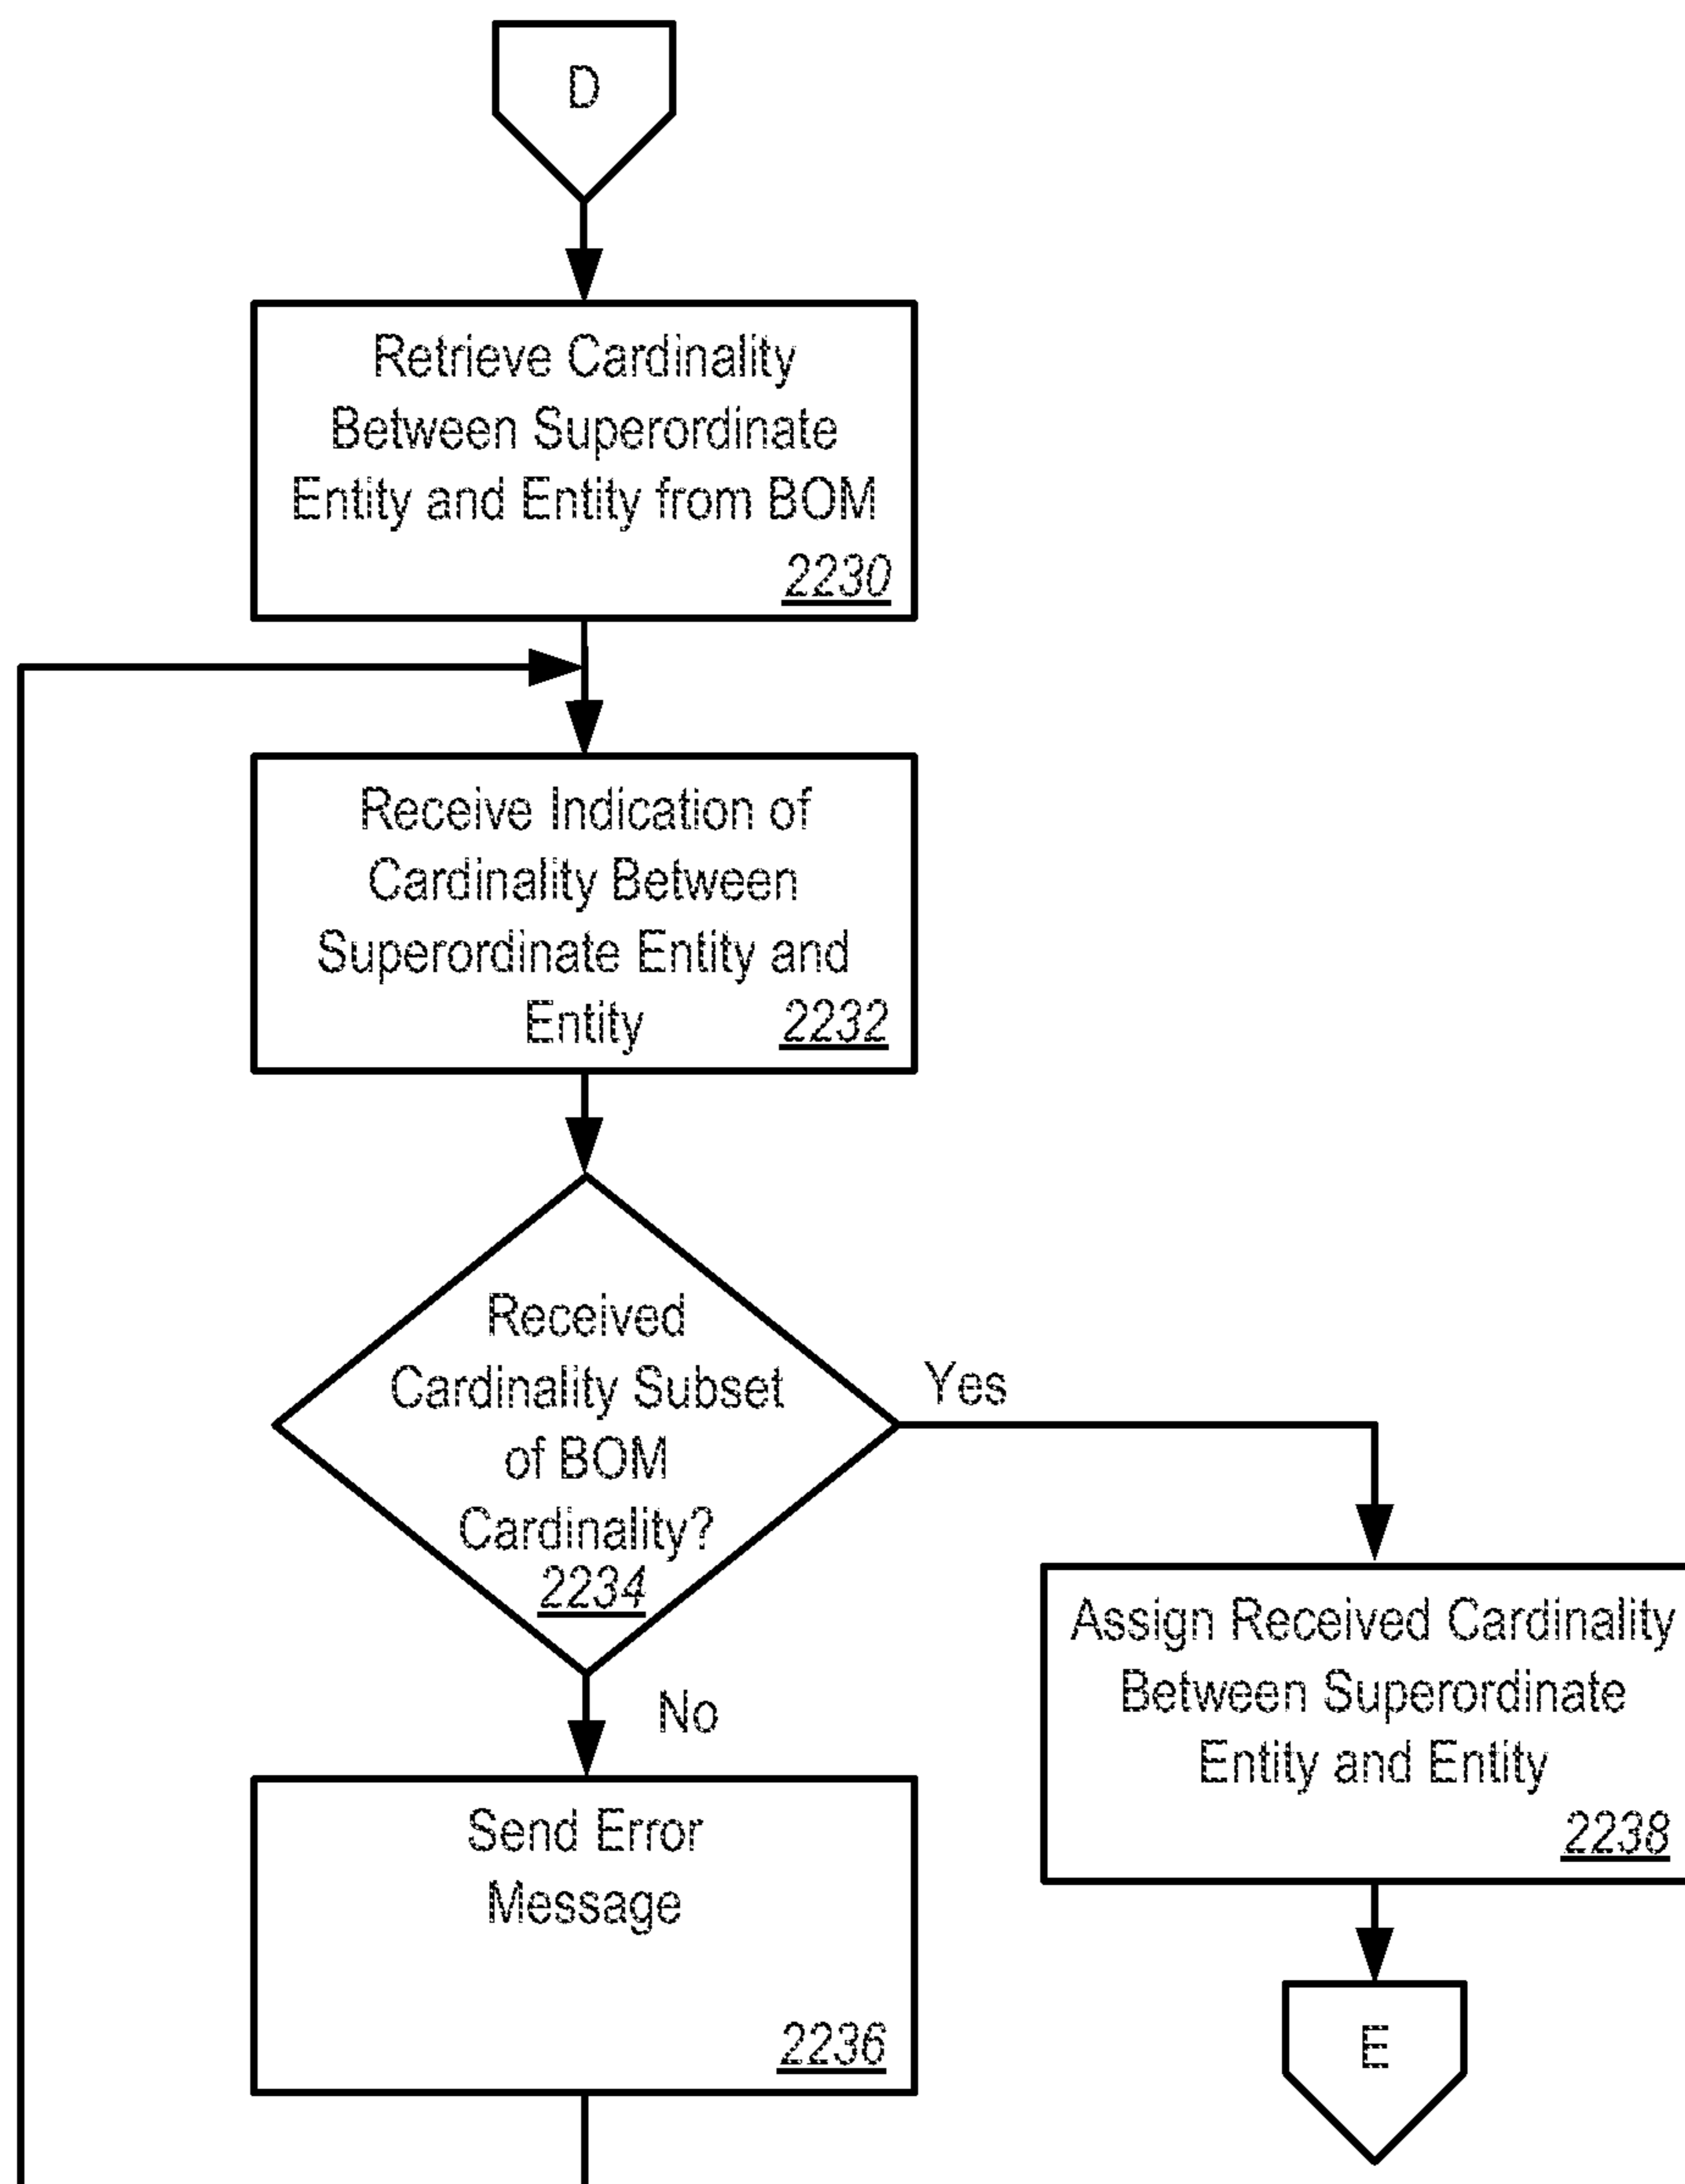 D
Retrieve Cardinality
Between Superordinate
Entity and Entity from BOM
2230
Receive Indication of
Cardinality Between
Superordinate Entity and
Entity 2232
Received
Cardinality Subset
of BOM
Cardinality?
2234
Yes
No
Send Error
Message
2236
Assign Received Cardinality
Between Superordinate
Entity and Entity
2238
E